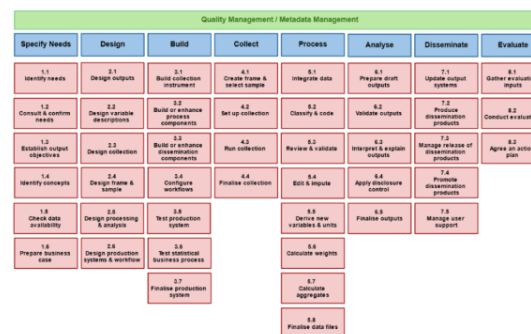 Quality Management / Metadata Management
Specify Needs
Design
Build
Collect
Process
Analyse
Disseminate
Evaluate
1.1
Identify needs
2.1
Design outputs
3.1
Build collection
instrument
4.1
Create frame &
select sample
5.1
Integrate data
6.1
Prepare draft
outputs
7.1
Update output
systems
8.1
Gather evaluation
inputs
1.2
Consult & confirm
needs
2.2
Design variable
descriptions
3.2
Build or enhance
process
components
4.2
Set up collection
5.2
Classify & code
6.2
Validate outputs
7.2
Produce
dissemination
products
8.2
Conduct evaluat
1.3
Establish output
objectives
2.3
Design collection
3.3
Build or enhance
dissemination
components
4.3
Run collection
5.3
Review & validate
6.3
Interpret & explain
outputs
7.3
Manage release of
dissemination
products
8.3
Agree an action
plan
1.4
Identify concepts
2.4
Design frame &
sample
3.4
Configure
workflows
4.4
Finalise collection
5.4
Edit & impute
6.4
Apply disclosure
control
7.4
Promote
dissemination
products
1.5
Check data
availability
2.5
Design processing
& analysis
3.5
Test production
system
5.5
Derive new
variables & units
6.5
Finalise outputs
7.5
Manage user
support
1.6
Prepare business
case
2.6
Design production
systems & workflow
3.6
Test statistical
business process
5.6
Calculate weights
3.7
Finalise production
system
5.7
Calculate
aggregates
5.8
Finalise data files